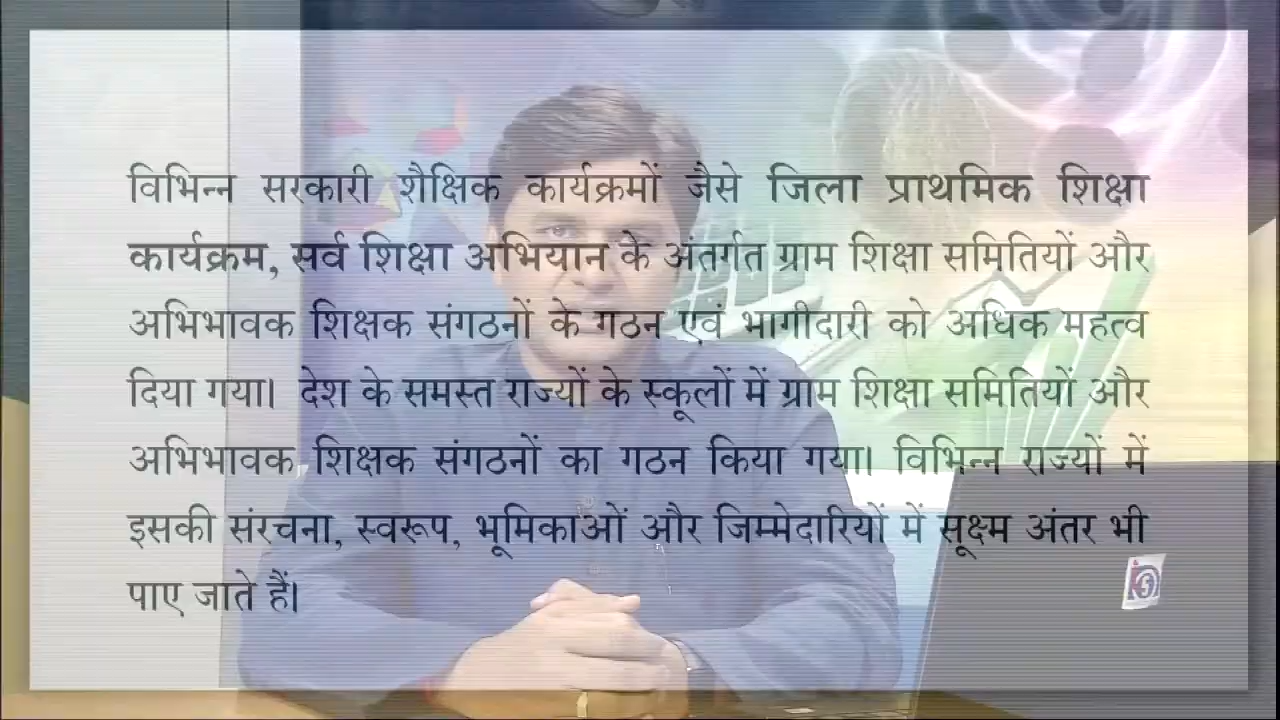 विभिन्न सरकारी शैक्षिक कार्यक्रमों जैसे जिला प्राथमिक शिक्षा
कार्यक्रम, सर्व शिक्षा अभियान के अंतर्गत ग्राम शिक्षा समितियों और
अभिभावक शिक्षक संगठनों के गठन एवं भागीदारी को अधिक महत्व
दिया गया। देश के समस्त राज्यों के स्कूलों में ग्राम शिक्षा समितियों और
अभिभावक शिक्षक संगठनों का गठन किया गया। विभिन्न राज्यों में
इसकी संरचना, स्वरूप, भूमिकाओं और जिम्मेदारियों में सूक्ष्म अंतर भी
पाए जाते हैं।